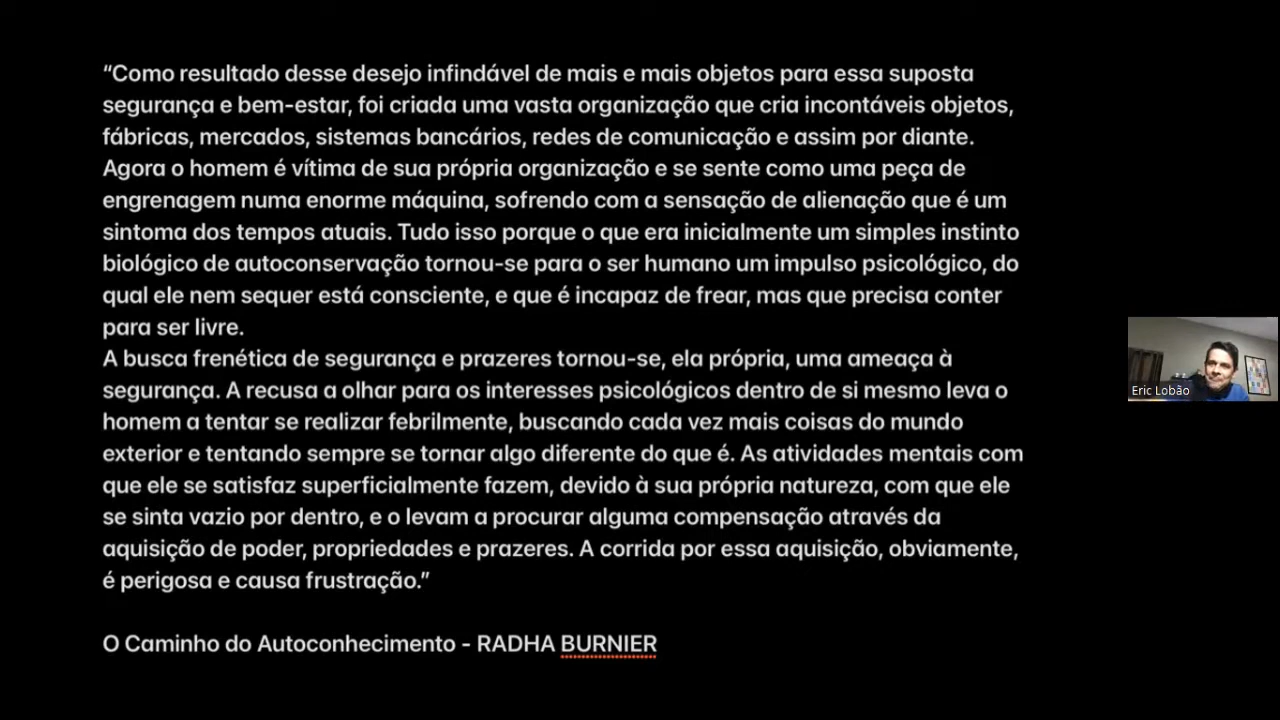 “Como resultado desse desejo infindável de mais e mais objetos para essa suposta
segurança e bem-estar, foi criada uma vasta organização que cria incontáveis objetos,
fábricas, mercados, sistemas bancários, redes de comunicação e assim por diante.
Agora o homem é vítima de sua própria organização e se sente como uma peça de
engrenagem numa enorme máquina, sofrendo com a sensação de alienação que é um
sintoma dos tempos atuais. Tudo isso porque o que era inicialmente um simples instinto
biológico de autoconservação tornou-se para o ser humano um impulso psicológico, do
qual ele nem sequer está consciente, e que é incapaz de frear, mas que precisa conter
para ser livre.
A busca frenética de segurança e prazeres tornou-se, ela própria, uma ameaça à
segurança. A recusa a olhar para os interesses psicológicos dentro de si mesmo leva o
homem a tentar se realizar febrilmente, buscando cada vez mais coisas do mundo
exterior e tentando sempre se tornar algo diferente do que é. As atividades mentais com
que ele se satisfaz superficialmente fazem, devido à sua própria natureza, com que ele
se sinta vazio por dentro, e o levam a procurar alguma compensação através da
aquisição de poder, propriedades e prazeres. A corrida por essa aquisição, obviamente,
é perigosa e causa frustração.”
O Caminho do Autoconhecimento - RADHA BURNIER
Eric Lobão